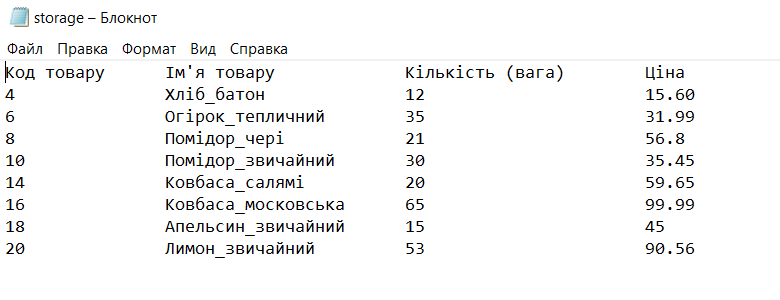 storage – Блокнот
Файл Правка Формат Вид Справка
Код товару Ім'я товару Кількість (вага) Ціна
4 Хліб_батон 12 15.60
6 Огірок_тепличний 35 31.99
8 Помідор_чері 21 56.8
10 Помідор_звичайний 30 35.45
14 Ковбаса_салямі 20 59.65
16 Ковбаса_московська 65 99.99
18 Апельсин_звичайний 15 45
20 Лимон_звичайний 53 90.56